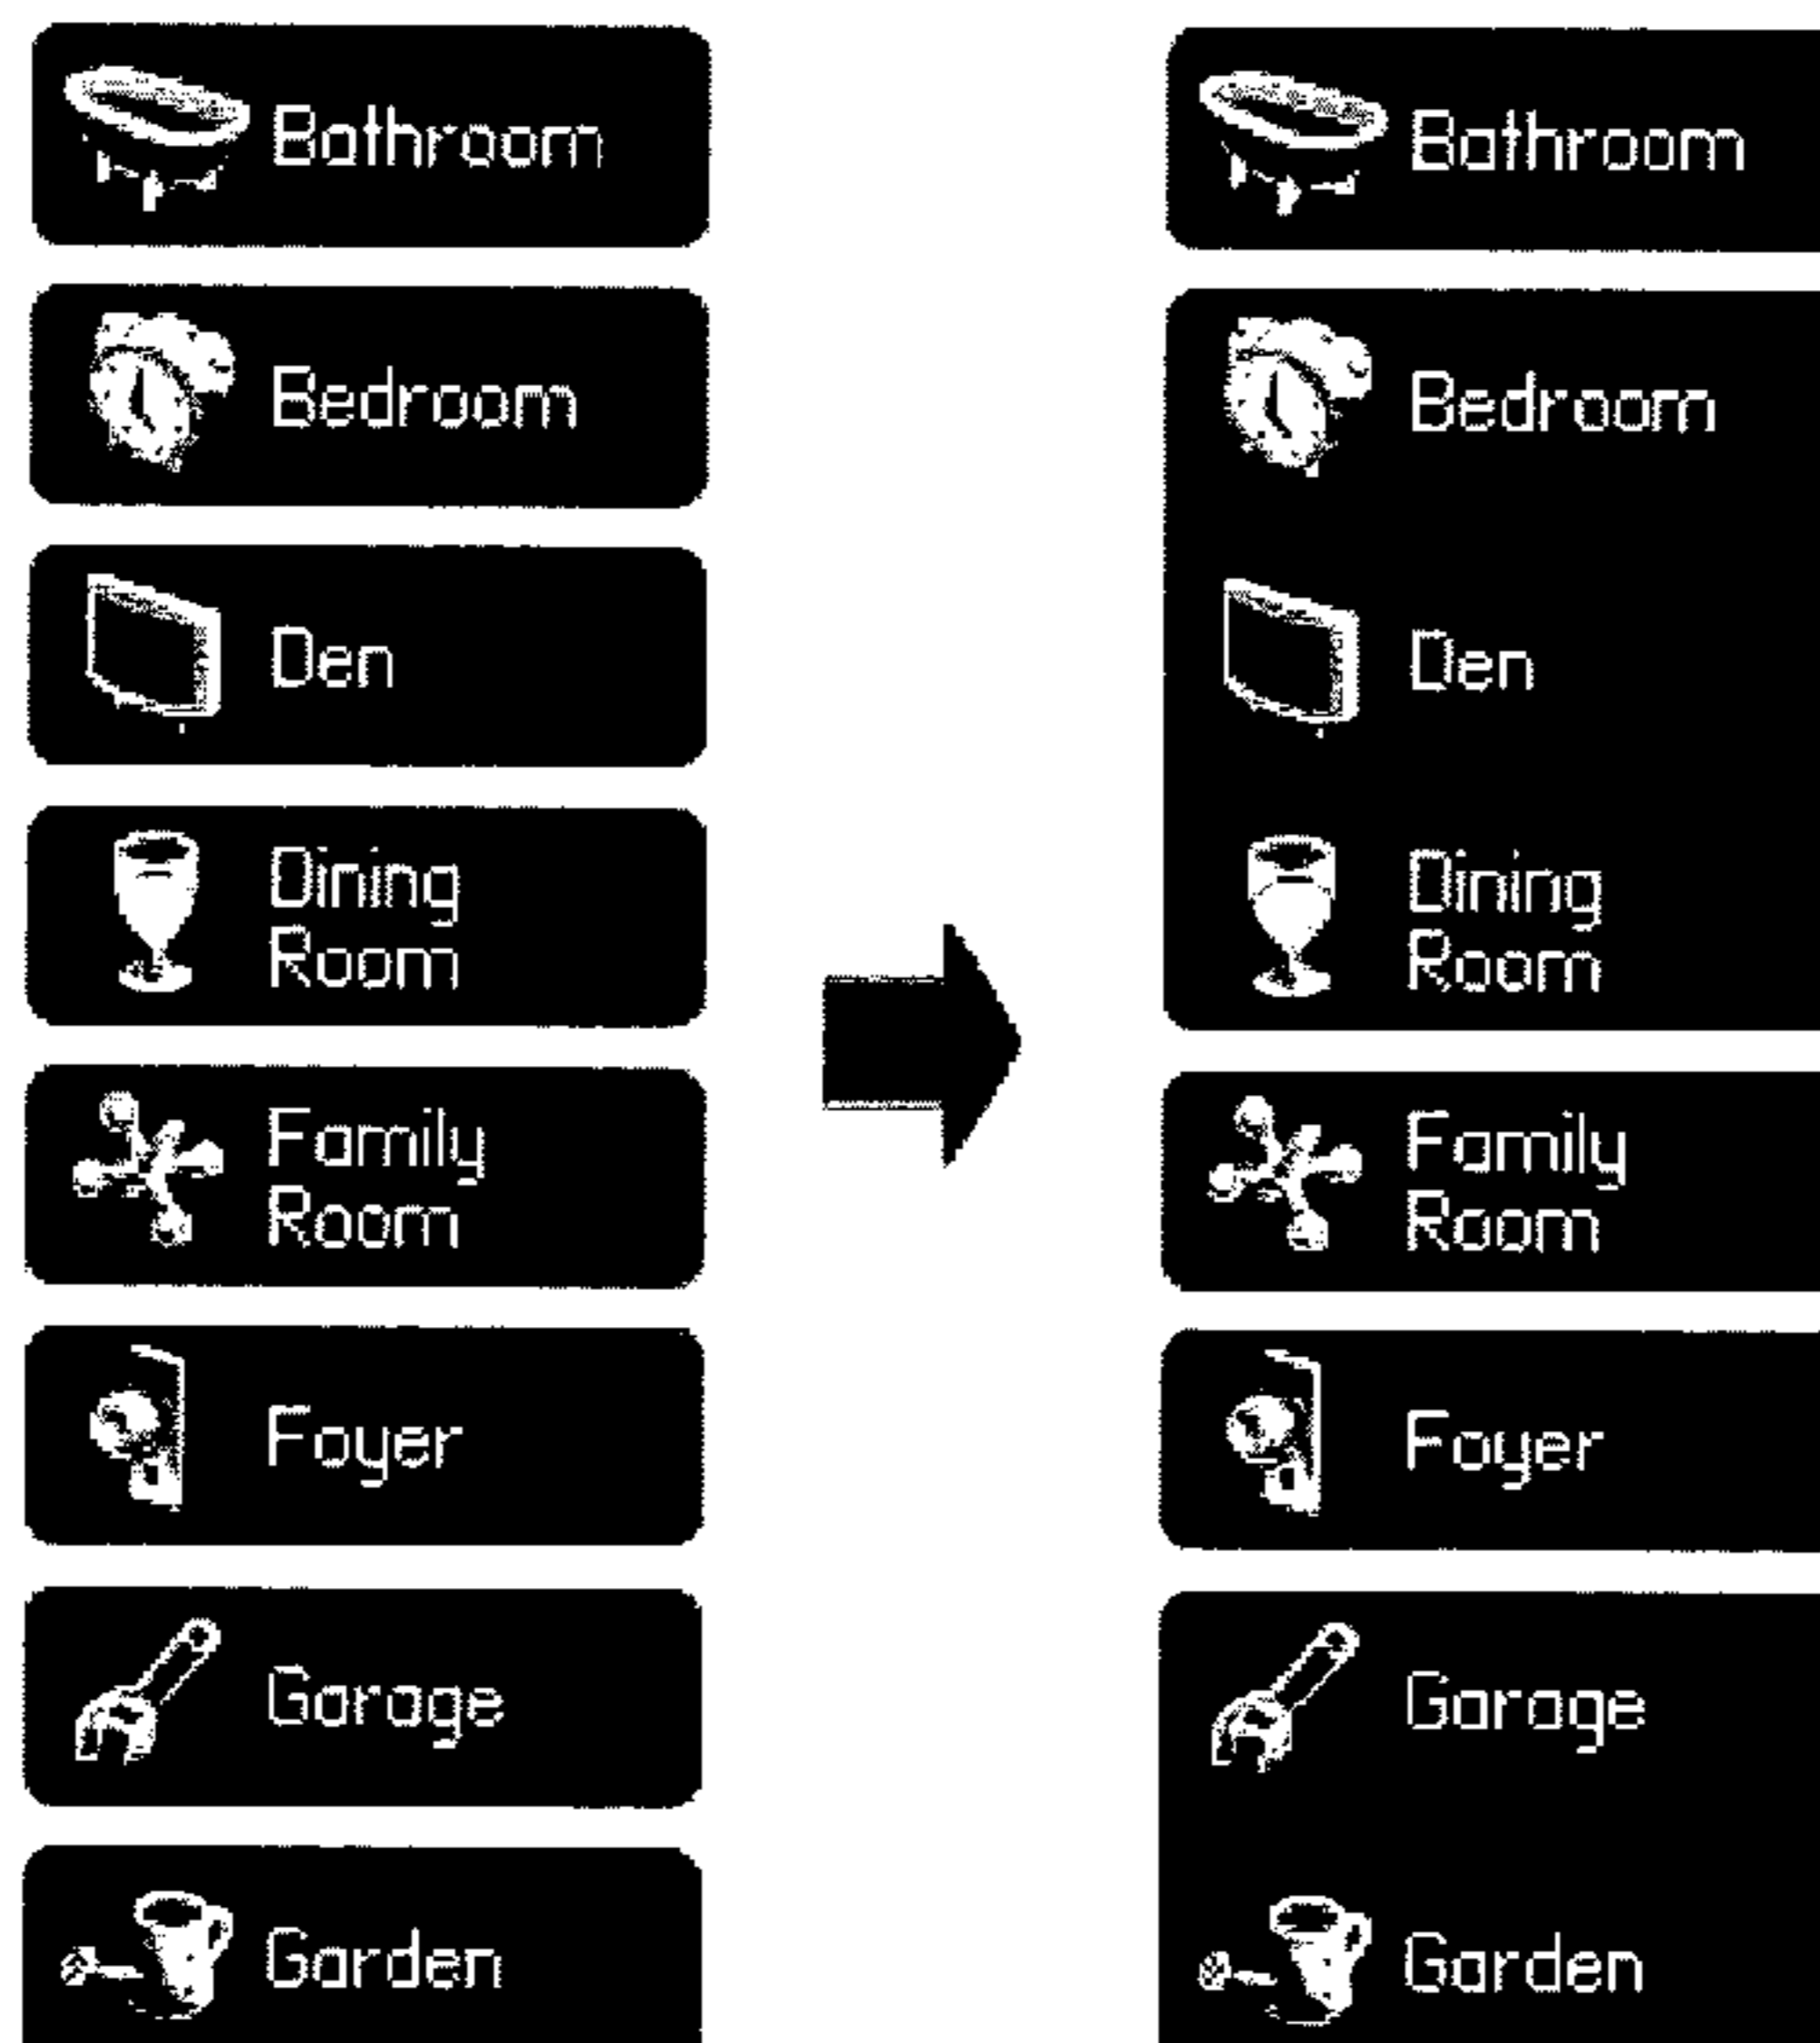 Bathroom
Bedroom
Den
Dining
Room
Family
Room
Foyer
Garage
Garden
Bathroom
Bedroom
Den
Dining
Room
Family
Room
Foyer
Garage
Garden